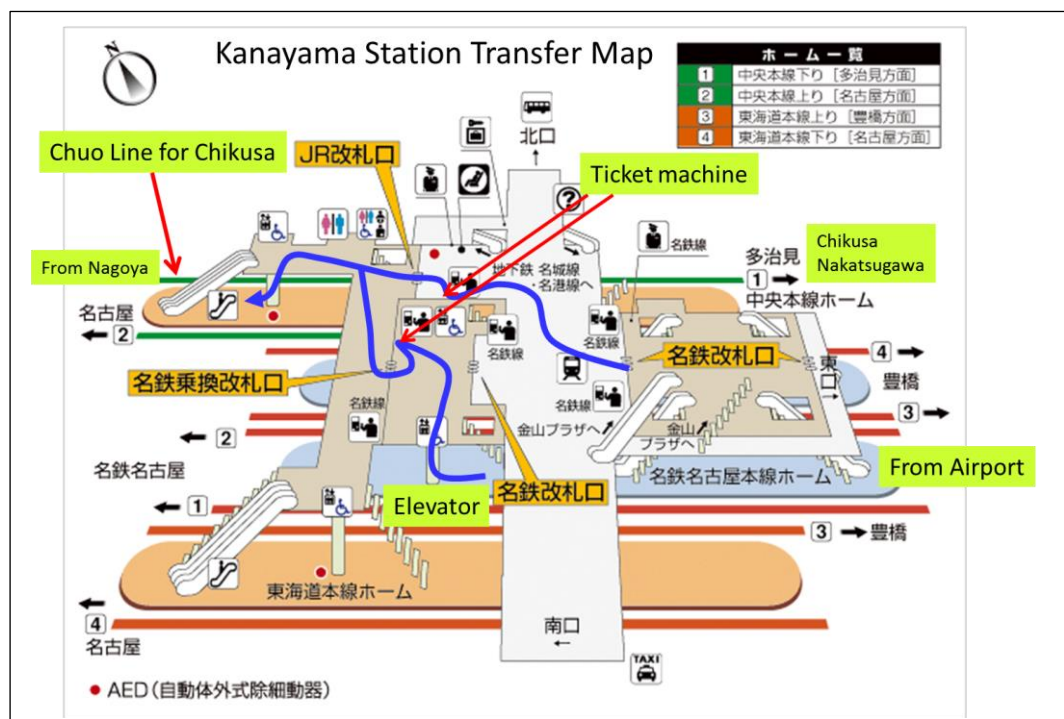 N
Kanayama Station Transfer Map
ホーム一覧
1 中央本線下り [多治見方面]
2 中央本線上り [名古屋方面]
3 東海道本線上り [豊橋方面]
4 東海道本線下り [名古屋方面]
北口
Chuo Line for Chikusa
JR改札口
Ticket machine
?
名鉄線
From Nagoya
地下鉄 名城線
・名港線へ
多治見
Chikusa
Nakatsugawa
1
中央本線ホーム
名古屋
2
名鉄線
名鉄線
名鉄改札口
4
東口
豊橋
名鉄乗換改札口
名鉄線
名鉄線
金山プラザへ
金山
プラザへ
3
2
名鉄名古屋
名鉄名古屋本線ホーム
From Airport
Elevator
名鉄改札口
1
3
豊橋
東海道本線ホーム
4
名古屋
南口
TAXI
AED(自動体外式除細動器)